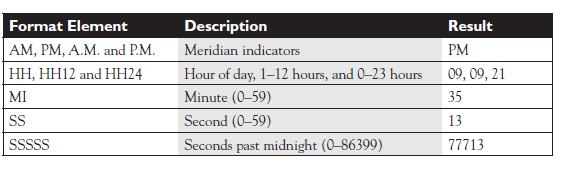 Format Element Description Result
AM, PM, A.M. and P.M. Meridian indicators PM
HH, HH12 and HH24 Hour of day, 1–12 hours, and 0–23 hours 09, 09, 21
MI Minute (0–59) 35
SS Second (0–59) 13
SSSSS Seconds past midnight (0–86399) 77713